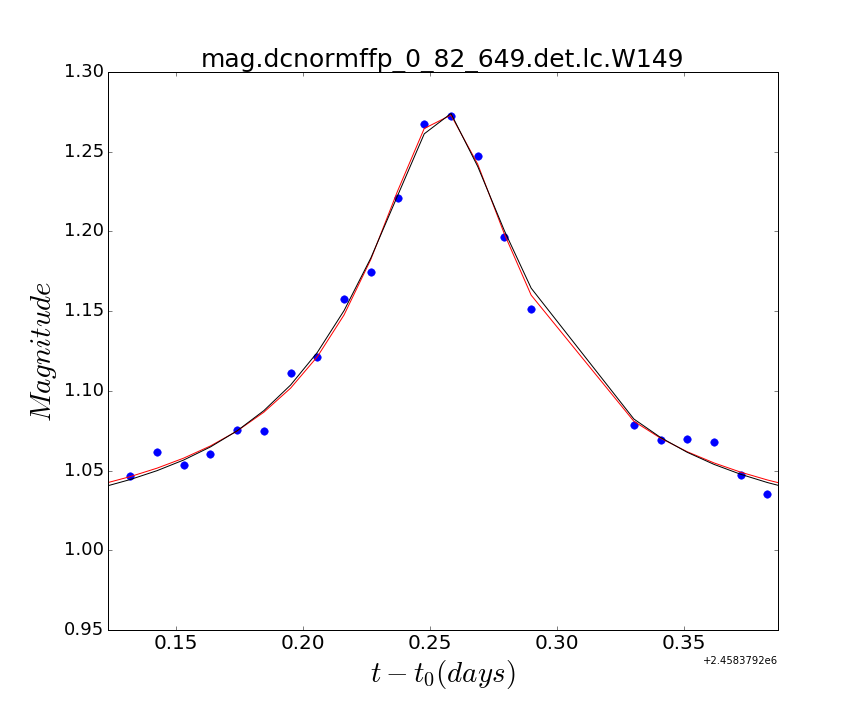 mag.dcnormffp_0_82_649.det.lc.W149
1.30
1.25
1.20
1.15
1.10
1.05
1.00
0.95
Magnitude
0.15 0.20 0.25 0.30 0.35
+2.4583792e6
t − t₀(days)